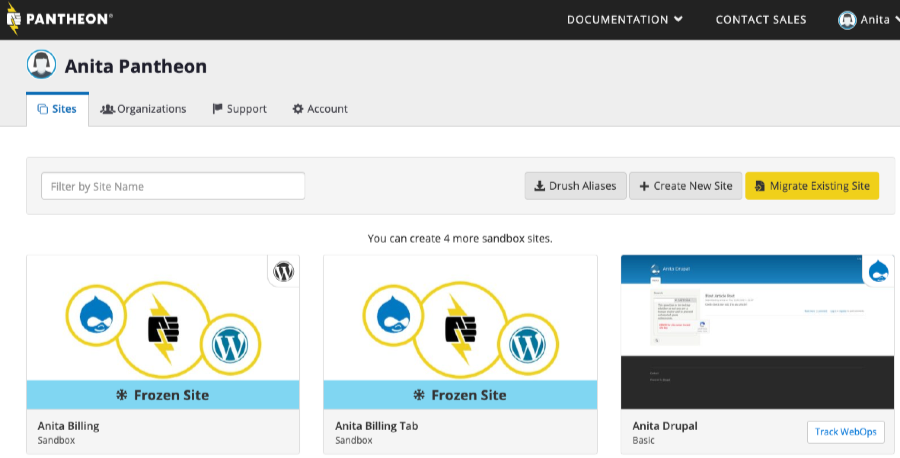 PANTHEON
DOCUMENTATION CONTACT SALES Anita
Anita Pantheon
Sites Organizations Support Account
Filter by Site Name
Drush Aliases Create New Site Migrate Existing Site
You can create 4 more sandbox sites.
Anita Drupal
Frozen Site
Frozen Site
Anita Billing
Sandbox
Anita Billing Tab
Sandbox
Anita Drupal
Basic
Track WebOps